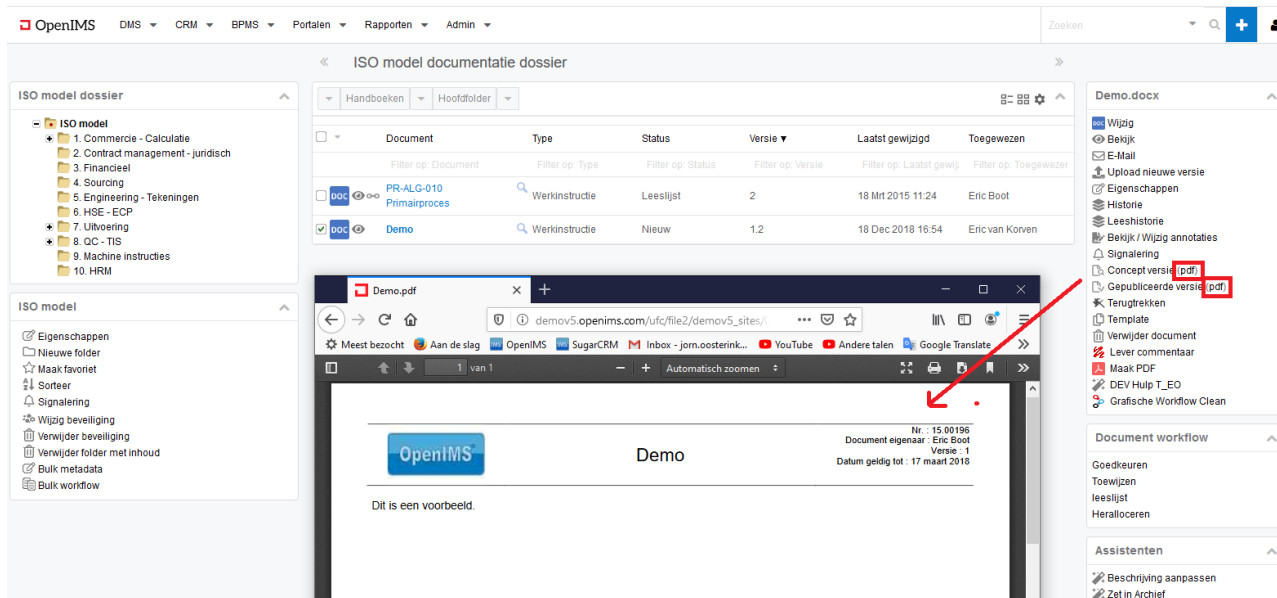 OpenIMS DMS CRM BPMS Portalen Rapporten Admin Zoeken
« ISO model documentatie dossier »
ISO model dossier
ISO model
1. Commercie - Calculatie
2. Contract management - juridisch
3. Financieel
4. Sourcing
5. Engineering - Tekeningen
6. HSE - ECP
7. Uitvoering
8. QC - TIS
9. Machine instructies
10. HRM
ISO model
Eigenschappen
Nieuwe folder
Maak favoriet
Sorteer
Signalering
Wijzig beveiliging
Verwijder beveiliging
Verwijder folder met inhoud
Bulk metadata
Bulk workflow
Handboeken Hoofdfolder
Document Type Status Versie ▼ Laatst gewijzigd Toegewezen
Filter op: Document Filter op: Type Filter op: Status Filter op: Versie Filter op: Laatst gewij Filter op: Toegewezer
DOC PR-ALG-010 Werkinstructie Leeslijst 2 18 Mrt 2015 11:24 Eric Boot
Primairproces
DOC Demo Werkinstructie Nieuw 1.2 18 Dec 2018 16:54 Eric van Korven
Demo.pdf
demov5.openims.com/ufc/file2/demov5_sites/
Meest bezocht Aan de slag OpenIMS SugarCRM Inbox - jorn.oosterink... YouTube Andere talen Google Translate
1 van 1 Automatisch zoomen
OpenIMS
Demo
Nr. : 15.00196
Document eigenaar : Eric Boot
Versie : 1
Datum geldig tot : 17 maart 2018
Dit is een voorbeeld.
Demo.docx
DOC Wijzig
Bekijk
E-Mail
Upload nieuwe versie
Eigenschappen
Historie
Leeshistorie
Bekijk / Wijzig annotaties
Signalering
Concept versie (pdf)
Gepubliceerde versie (pdf)
Terugtrekken
Template
Verwijder document
Lever commentaar
Maak PDF
DEV Hulp T_EO
Grafische Workflow Clean
Document workflow
Goedkeuren
Toewijzen
leeslijst
Heralloceren
Assistenten
Beschrijving aanpassen
Zet in Archief